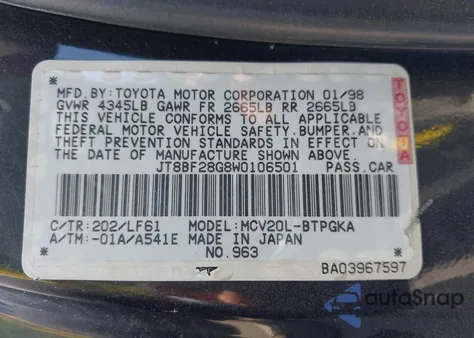 MFD. BY: TOYOTA MOTOR CORPORATION 01/98
GVWR 4345LB GAWR FR 2665LB RR 2665LB
THIS VEHICLE CONFORMS TO ALL APPLICABLE
FEDERAL MOTOR VEHICLE SAFETY, BUMPER, AND
THEFT PREVENTION STANDARDS IN EFFECT ON
THE DATE OF MANUFACTURE SHOWN ABOVE.
JT8BF28G8W0106501 PASS. CAR
TOYOTA
C/TR: 202/LF61 MODEL: MCV20L-BTPGKA
A/TM: -01A/A541E MADE IN JAPAN
NO. 963
BA03967597
autoSnap